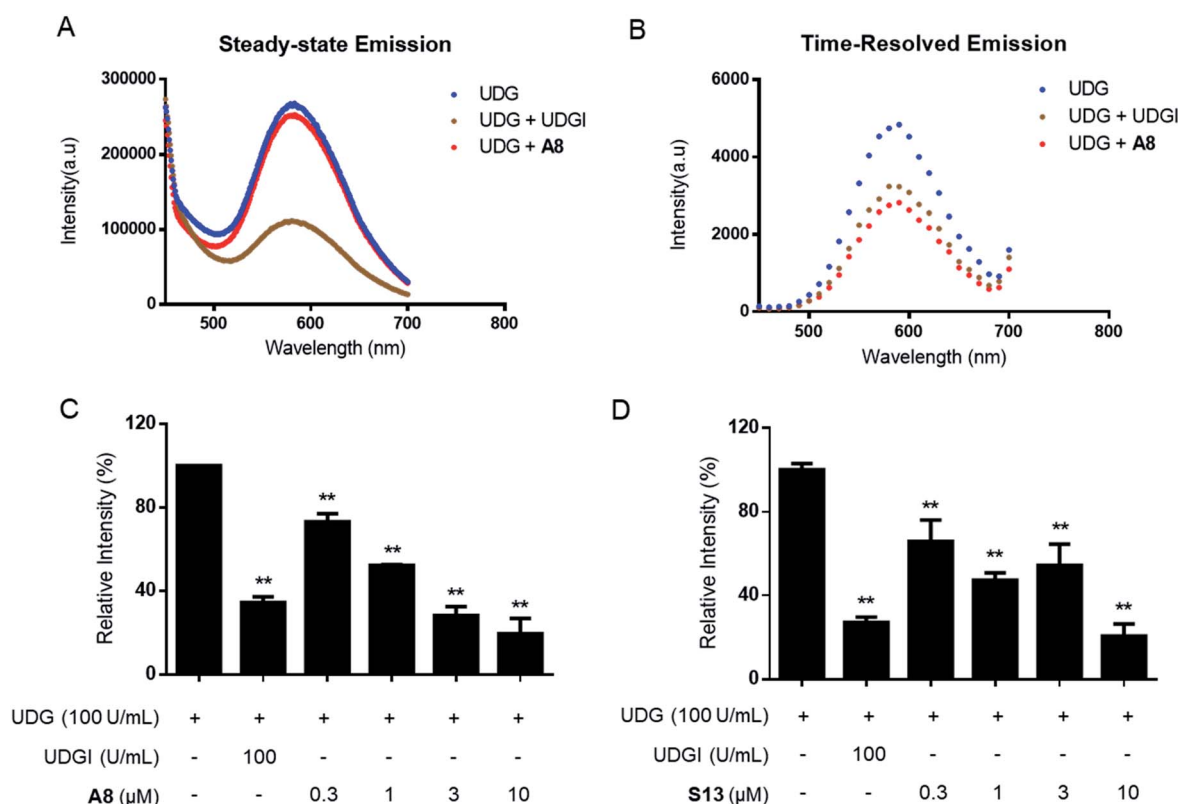 A
Steady-state Emission
UDG
UDG + UDGI
UDG + A8
300000
200000
100000
0
Intensity(a.u)
500 600 700 800
Wavelength (nm)
B
Time-Resolved Emission
UDG
UDG + UDGI
UDG + A8
6000
4000
2000
0
Intensity(a.u)
500 600 700 800
Wavelength (nm)
C
120
80
40
0
Relative Intensity (%)
** ** ** ** **
UDG (100 U/mL) + + + + + +
UDGI (U/mL) - 100 - - - -
A8 (μM) - - 0.3 1 3 10
D
120
80
40
0
Relative Intensity (%)
** ** ** ** **
UDG (100 U/mL) + + + + + +
UDGI (U/mL) - 100 - - - -
S13 (μM) - - 0.3 1 3 10